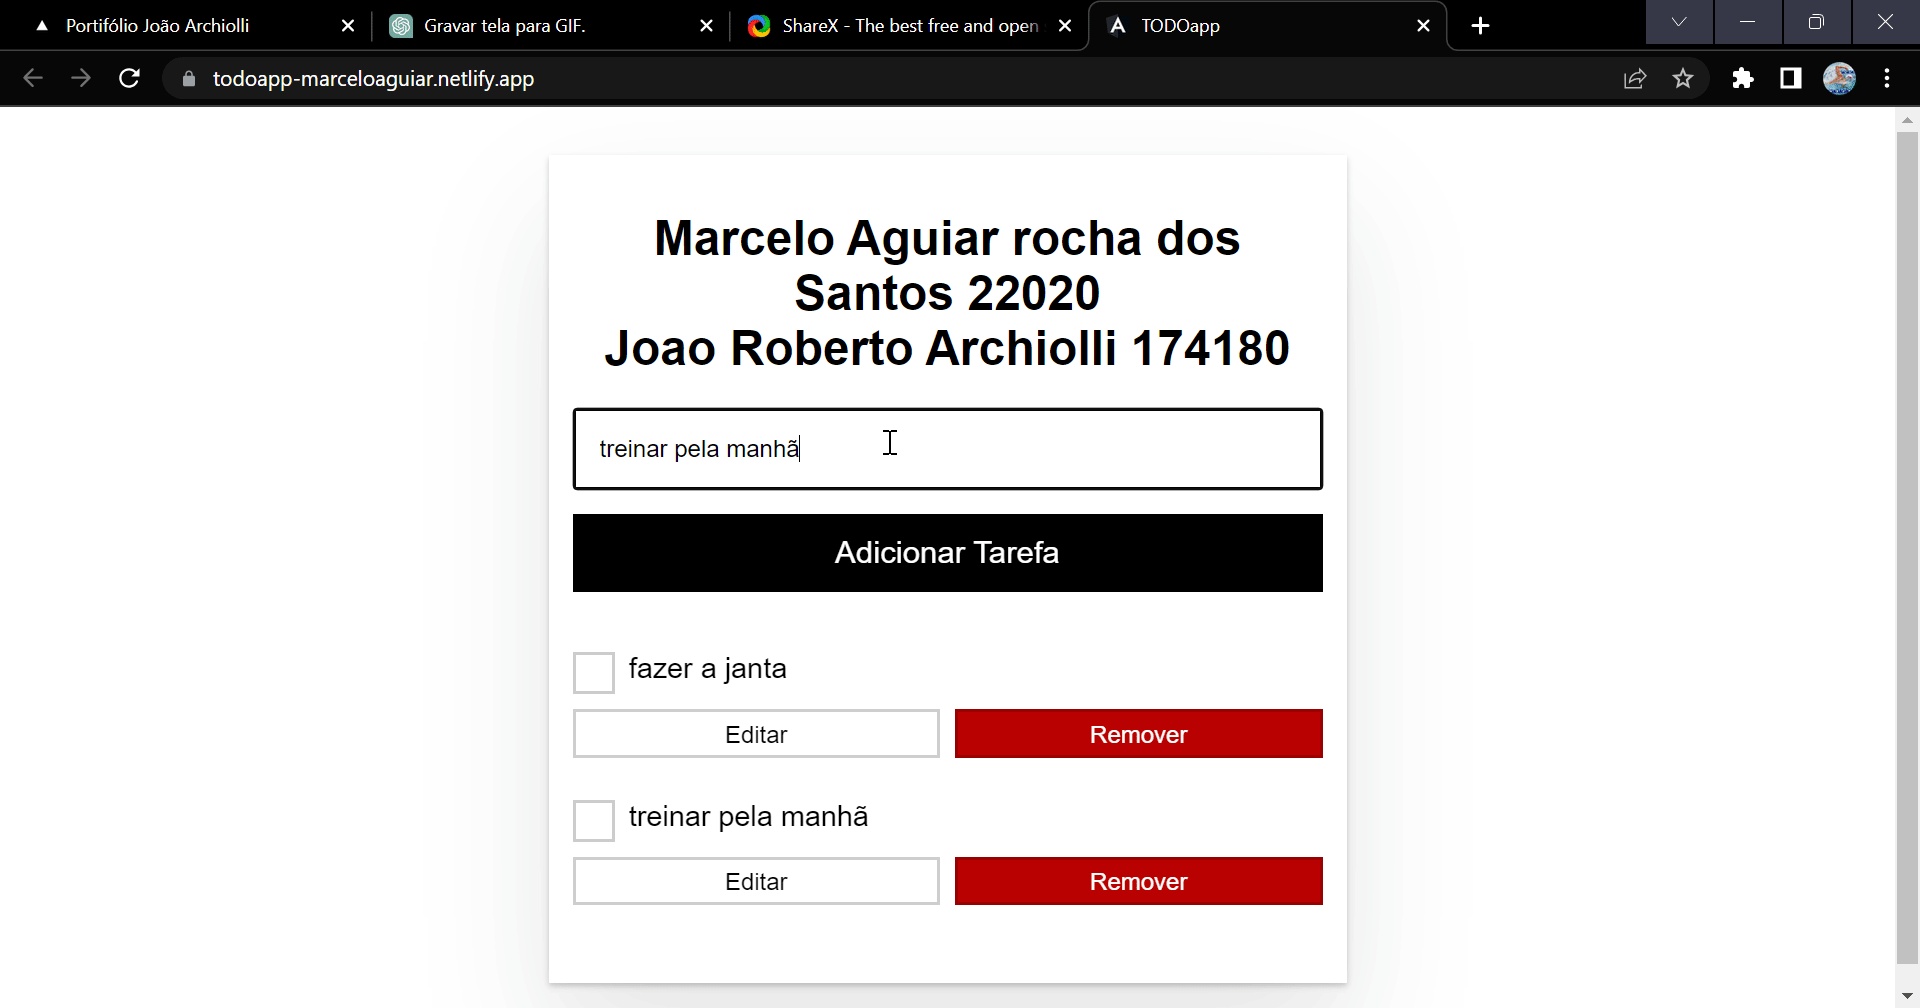 Portifólio João Archiolli
Gravar tela para GIF.
ShareX - The best free and open
TODOapp
todoapp-marceloaguiar.netlify.app
Marcelo Aguiar rocha dos
Santos 22020
Joao Roberto Archiolli 174180
treinar pela manhã
Adicionar Tarefa
fazer a janta
Editar
Remover
treinar pela manhã
Editar
Remover